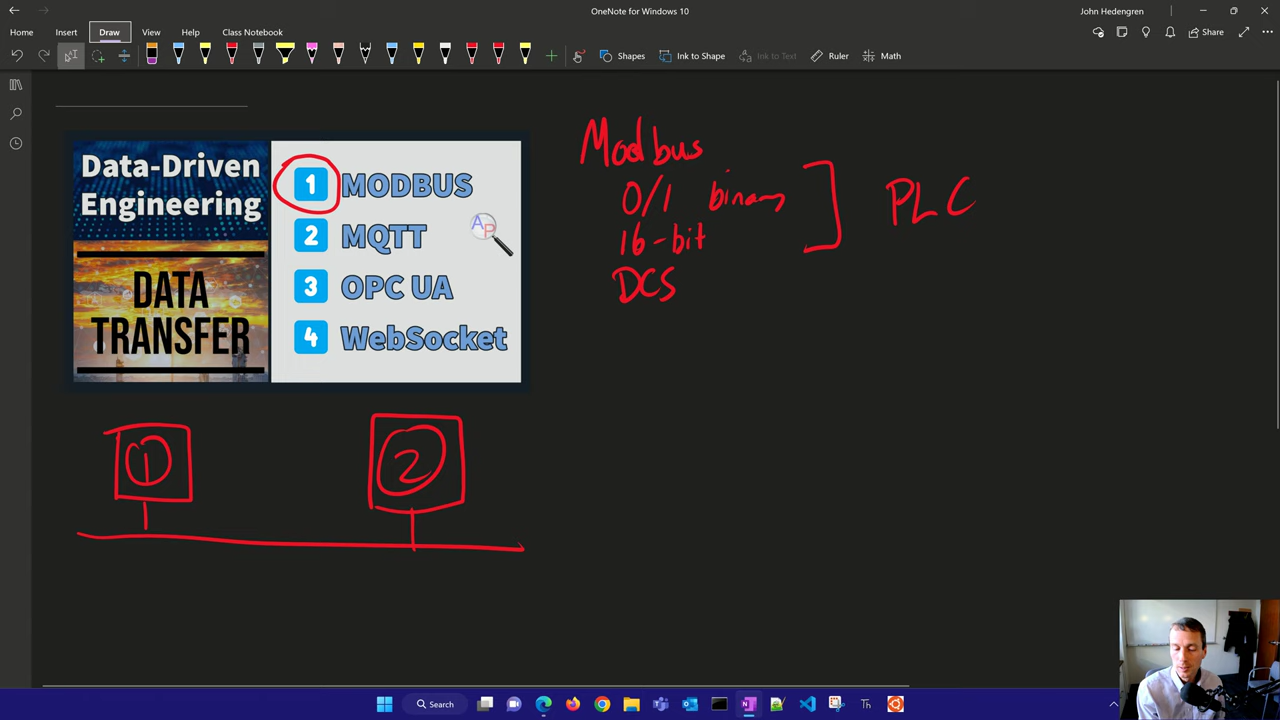 OneNote for Windows 10
John Hedengren
Home
Insert
Draw
View
Help
Class Notebook
Shapes
Ink to Shape
Ink to Text
Ruler
Math
Share
Data-Driven
Engineering
DATA
TRANSFER
1 MODBUS
2 MQTT
3 OPC UA
4 WebSocket
AP
Modbus
0/1 binary
16-bit
DCS
PLC
1
2
Search
Th